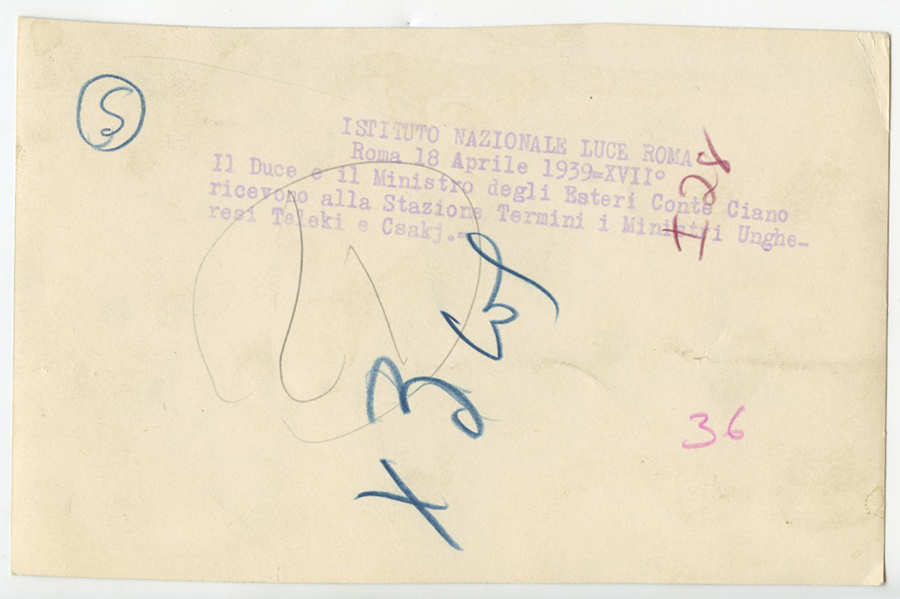 S
ISTITUTO NAZIONALE LUCE ROMA
Roma 18 Aprile 1939=XVII°
Il Duce e il Ministro degli Esteri Conte Ciano
ricevono alla Stazione Termini i Ministri Unghe-
resi Teleki e Csakj.=
36